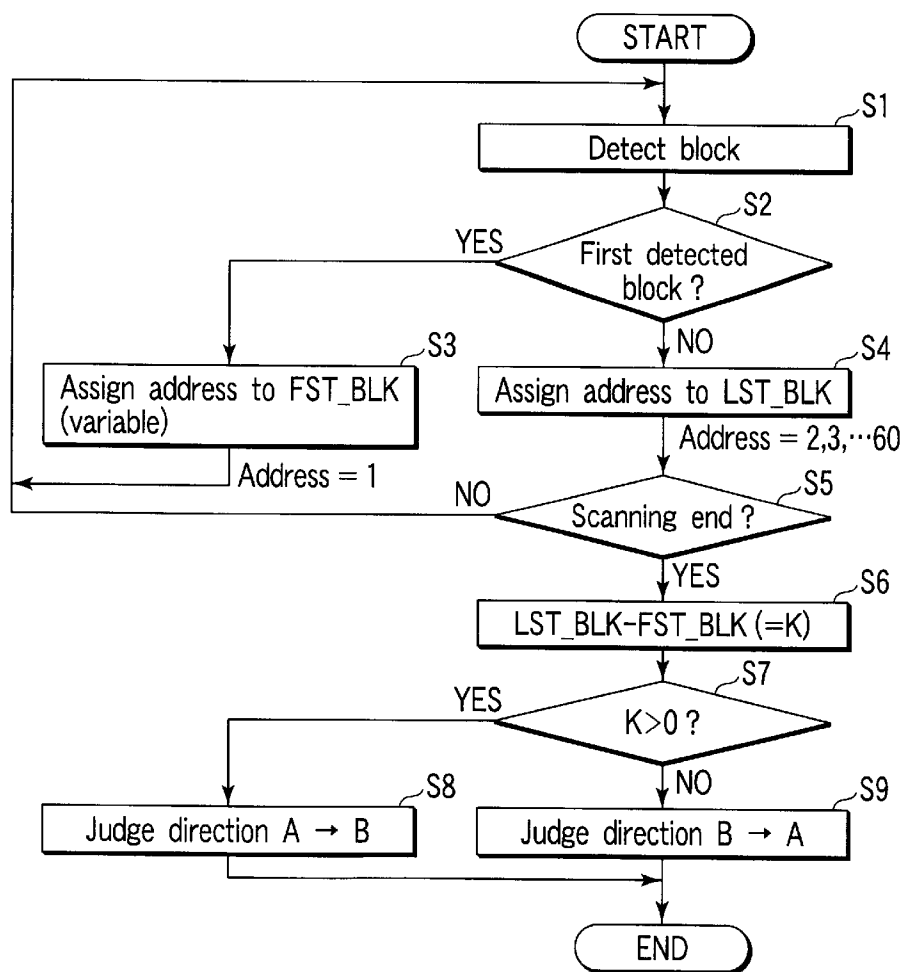 START
S1
Detect block
S2
YES
First detected
block ?
NO
S3
Assign address to FST_BLK
(variable)
Address = 1
S4
Assign address to LST_BLK
Address = 2,3,···60
S5
NO
Scanning end ?
YES
S6
LST_BLK-FST_BLK (=K)
S7
YES
K>0 ?
NO
S8
Judge direction A → B
S9
Judge direction B → A
END